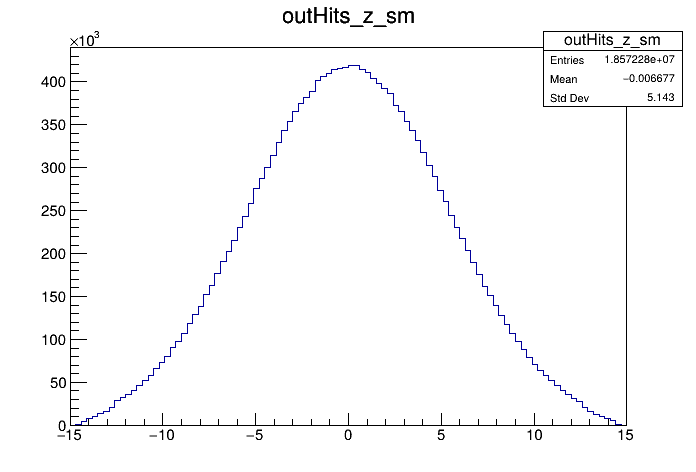 outHits_z_sm
×10³
outHits_z_sm
Entries 1.857228e+07
Mean −0.006677
Std Dev 5.143
400
350
300
250
200
150
100
50
0
−15 −10 −5 0 5 10 15